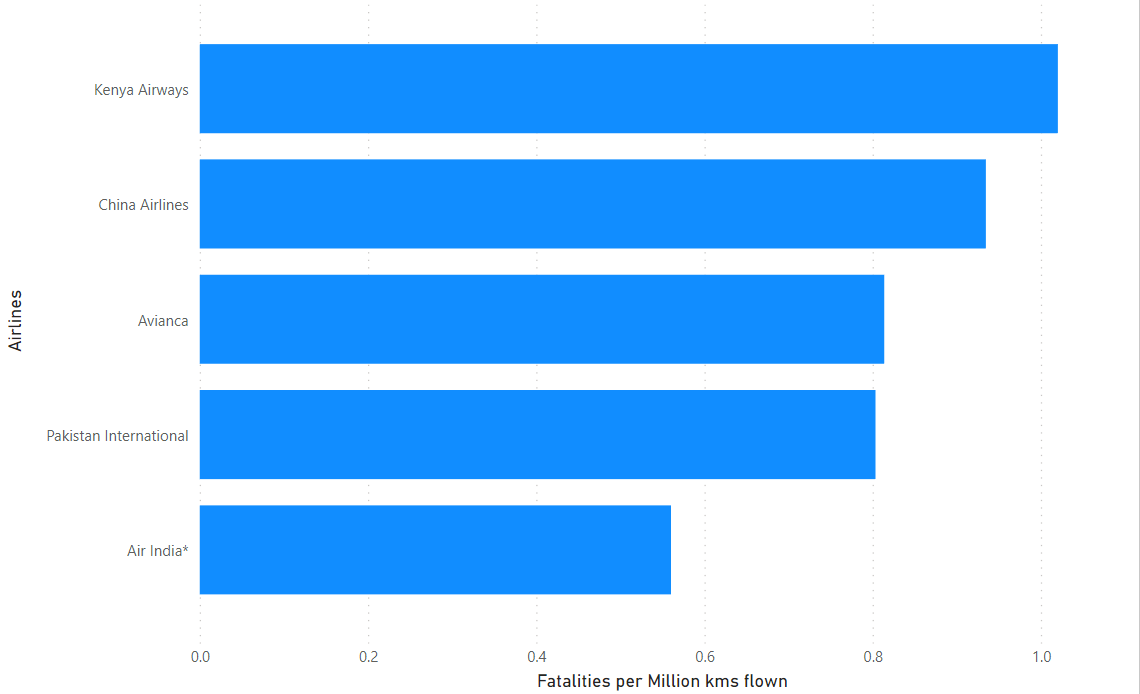 Airlines
Kenya Airways
China Airlines
Avianca
Pakistan International
Air India*
0.0 0.2 0.4 0.6 0.8 1.0
Fatalities per Million kms flown